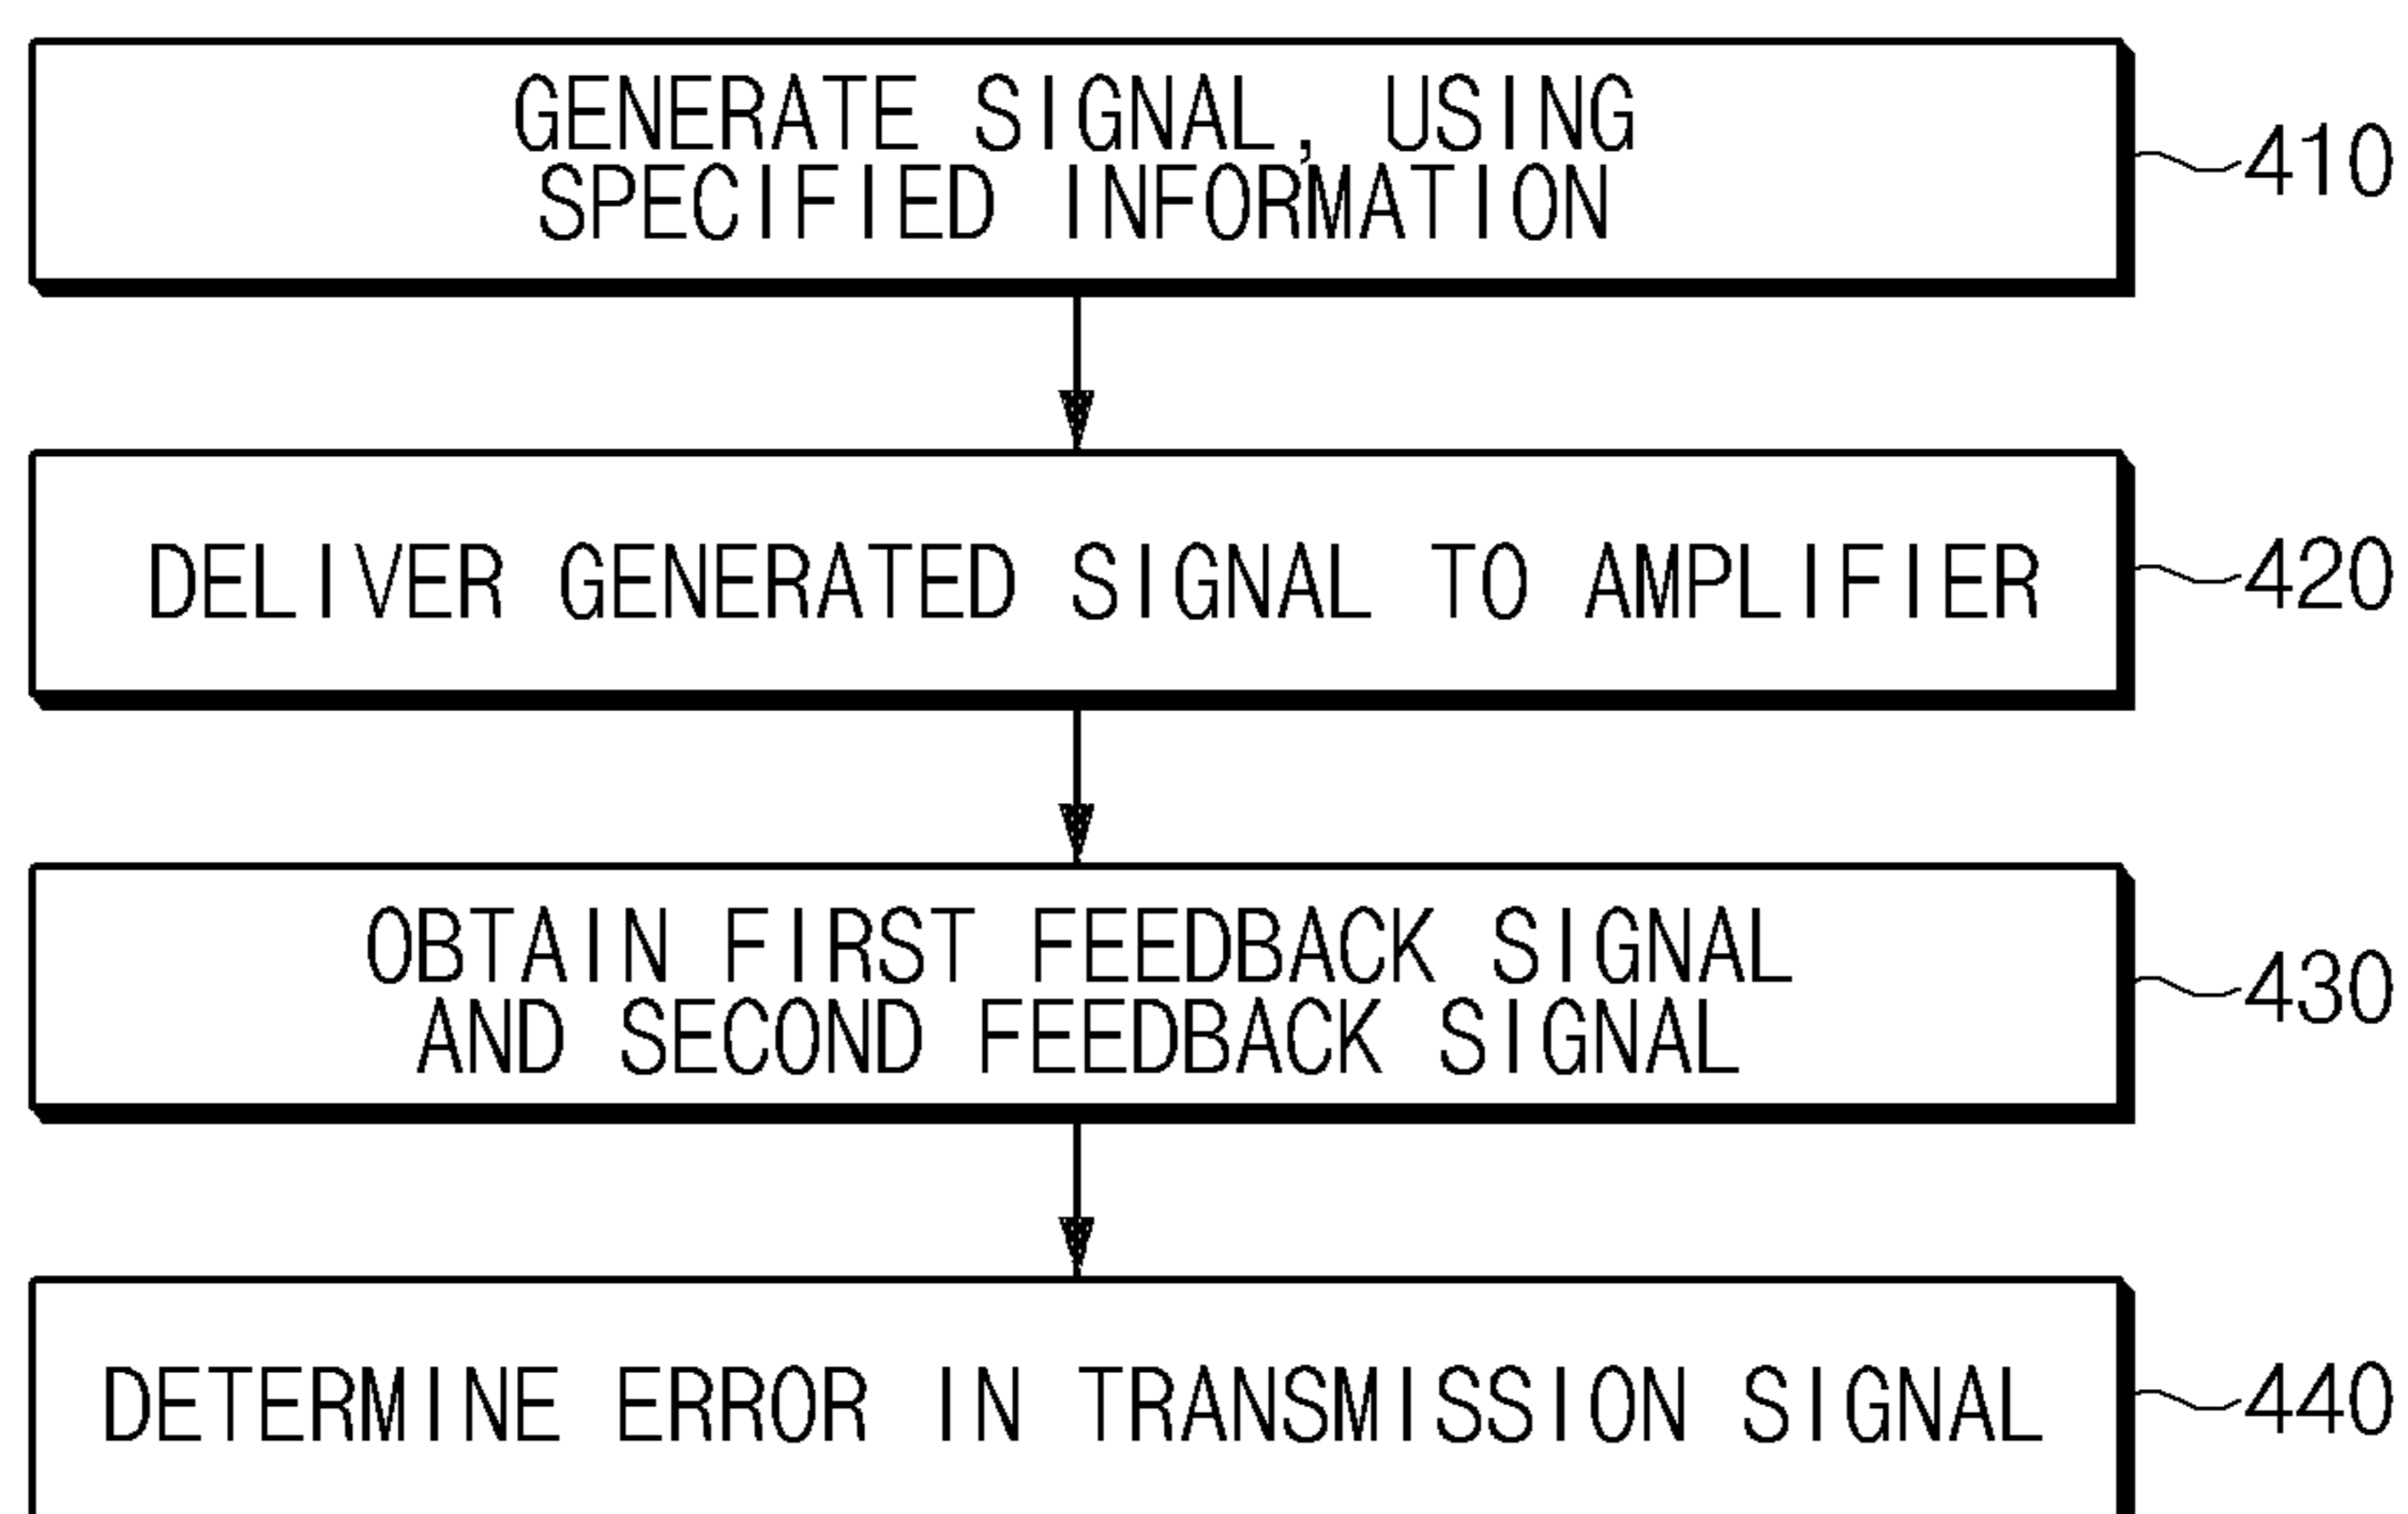 GENERATE SIGNAL, USING
SPECIFIED INFORMATION
410
DELIVER GENERATED SIGNAL TO AMPLIFIER
420
OBTAIN FIRST FEEDBACK SIGNAL
AND SECOND FEEDBACK SIGNAL
430
DETERMINE ERROR IN TRANSMISSION SIGNAL
440